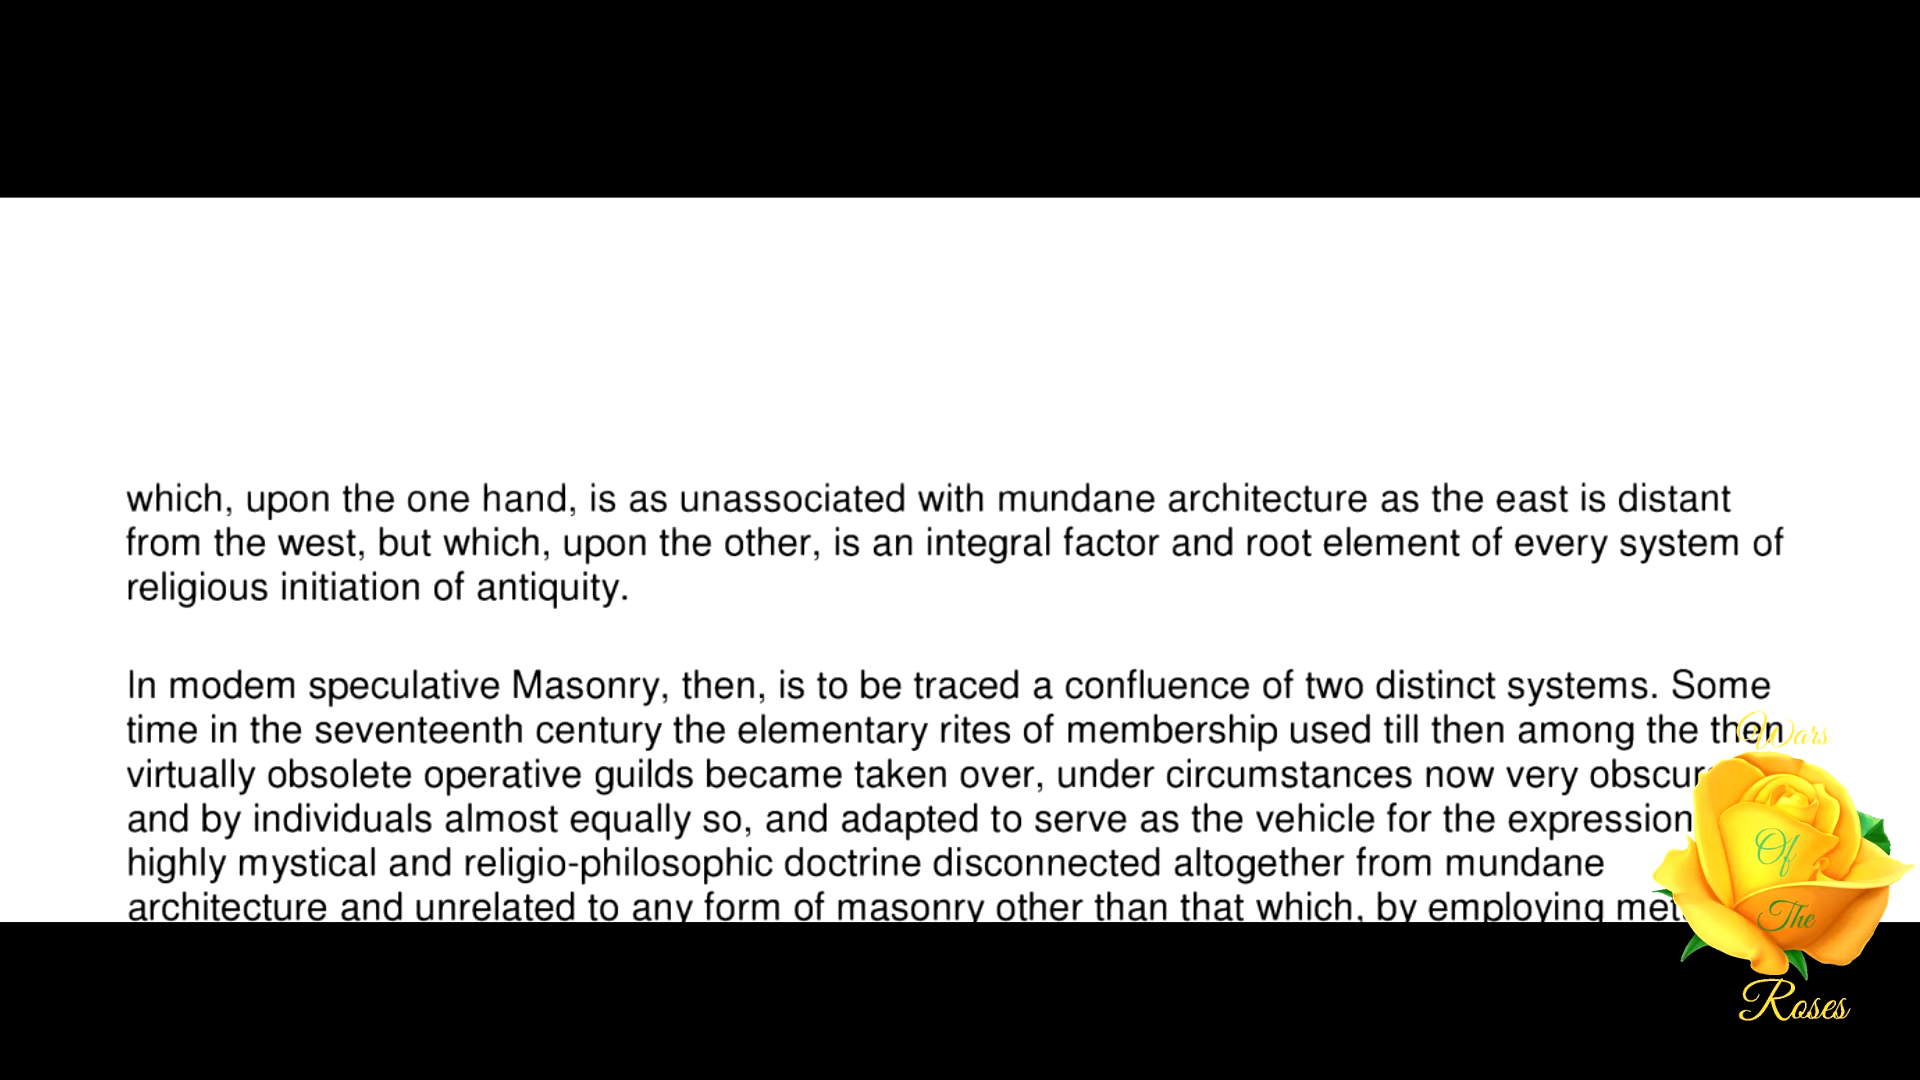 which, upon the one hand, is as unassociated with mundane architecture as the east is distant
from the west, but which, upon the other, is an integral factor and root element of every system of
religious initiation of antiquity.
In modem speculative Masonry, then, is to be traced a confluence of two distinct systems. Some
time in the seventeenth century the elementary rites of membership used till then among the then
virtually obsolete operative guilds became taken over, under circumstances now very
and by individuals almost equally so, and adapted to serve as the vehicle for the expression
highly mystical and religio-philosophic doctrine disconnected altogether from mundane
architecture and unrelated to any form of masonry other than that which, by employing
Wars
Of
The
Roses